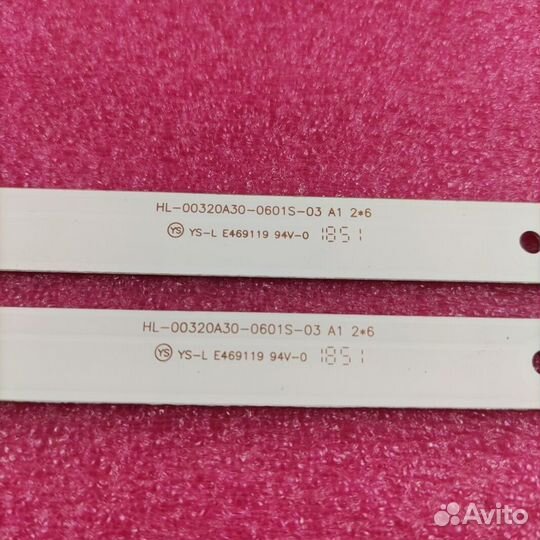 HL-00320A30-0601S-03 A1 2*6
YS YS-L E469119 94V-0 1851
HL-00320A30-0601S-03 A1 2*6
YS YS-L E469119 94V-0 1851
Avito